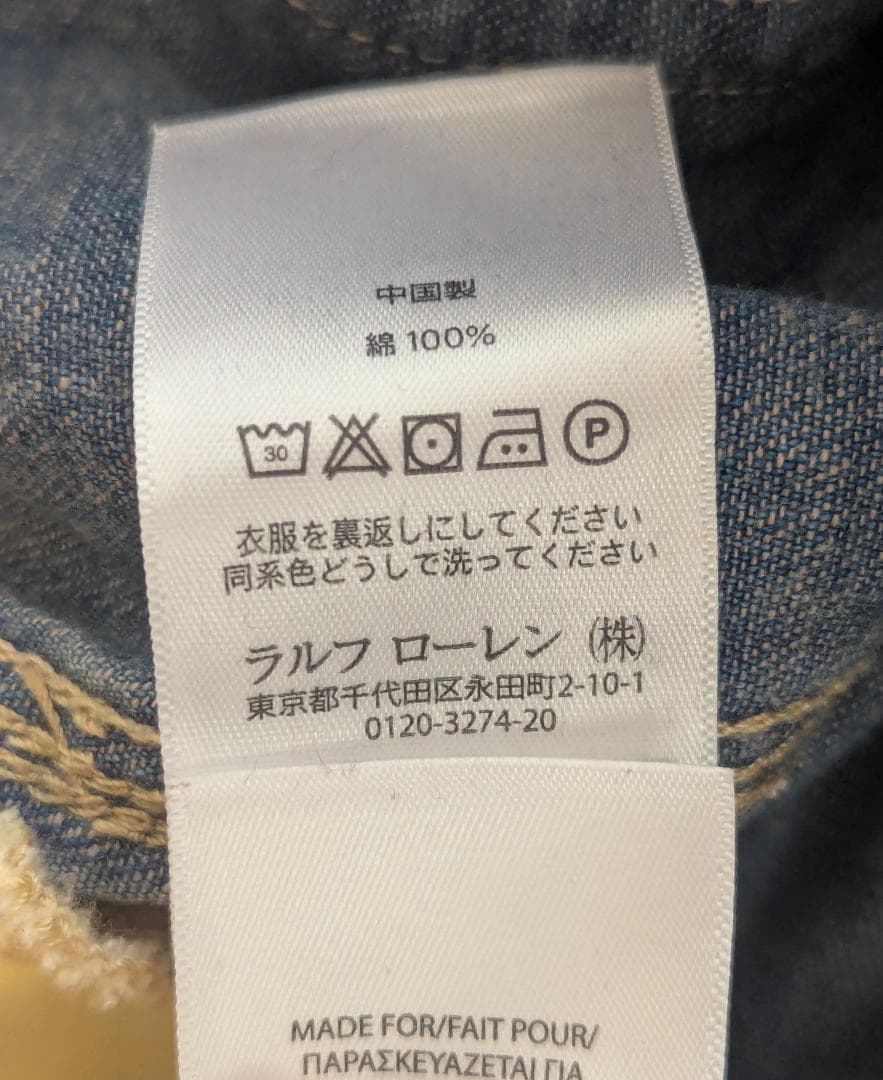 中国製
綿 100%
30 P
衣服を裏返しにしてください
同系色どうしで洗ってください
ラルフ ローレン (株)
東京都千代田区永田町2-10-1
0120-3274-20
MADE FOR/FAIT POUR/
ΠΑΡΑΣΚΕΥΑΖΕΤΑΙ ΓΙΑ